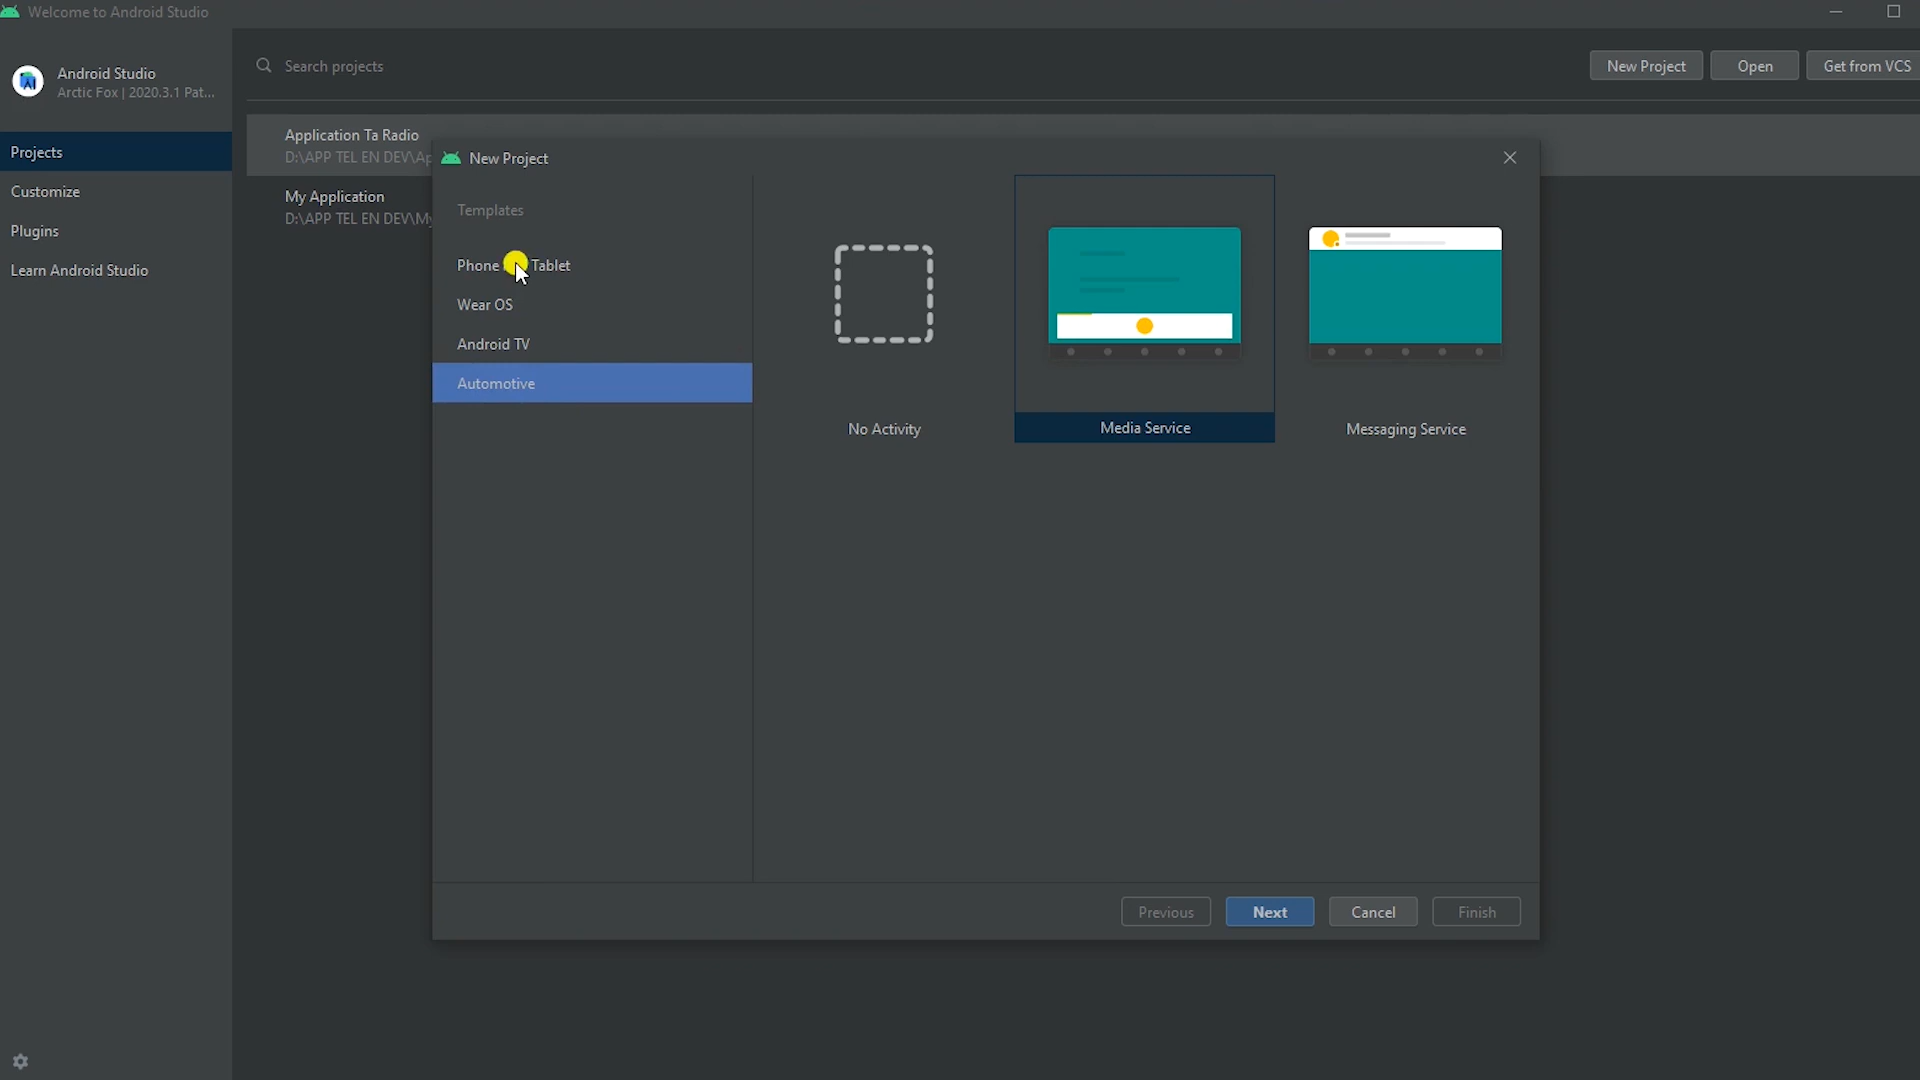 Welcome to Android Studio
Android Studio
Arctic Fox | 2020.3.1 Pat...
Search projects
New Project
Open
Get from VCS
Projects
Customize
Plugins
Learn Android Studio
Application Ta Radio
D:\APP TEL EN DEV\Ap
My Application
D:\APP TEL EN DEV\My
New Project
Templates
Phone Tablet
Wear OS
Android TV
Automotive
No Activity
Media Service
Messaging Service
Previous
Next
Cancel
Finish